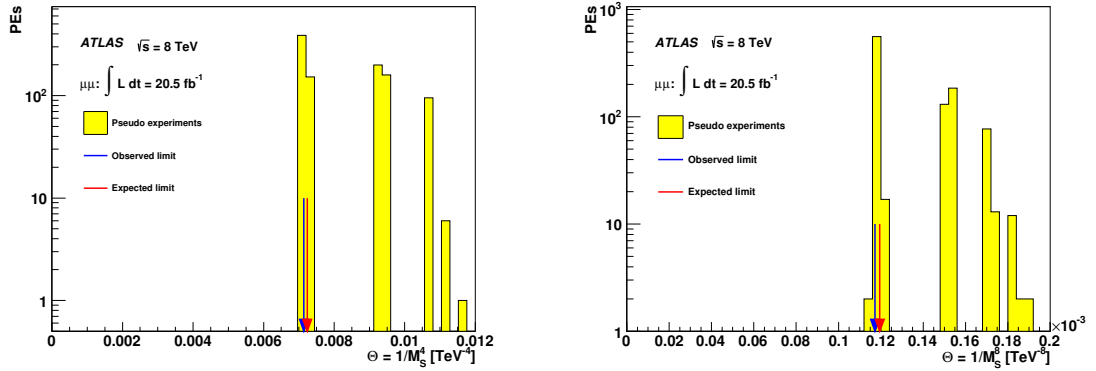 PEs
10²
10
1
ATLAS √s = 8 TeV
μμ: ∫ L dt = 20.5 fb⁻¹
Pseudo experiments
Observed limit
Expected limit
0 0.002 0.004 0.006 0.008 0.010 0.012
Θ = 1/M_S⁴ [TeV⁻⁴]
PEs
10³
10²
10
1
ATLAS √s = 8 TeV
μμ: ∫ L dt = 20.5 fb⁻¹
Pseudo experiments
Observed limit
Expected limit
0 0.02 0.04 0.06 0.08 0.1 0.12 0.14 0.16 0.18 0.2
×10⁻³
Θ = 1/M_S⁸ [TeV⁻⁸]